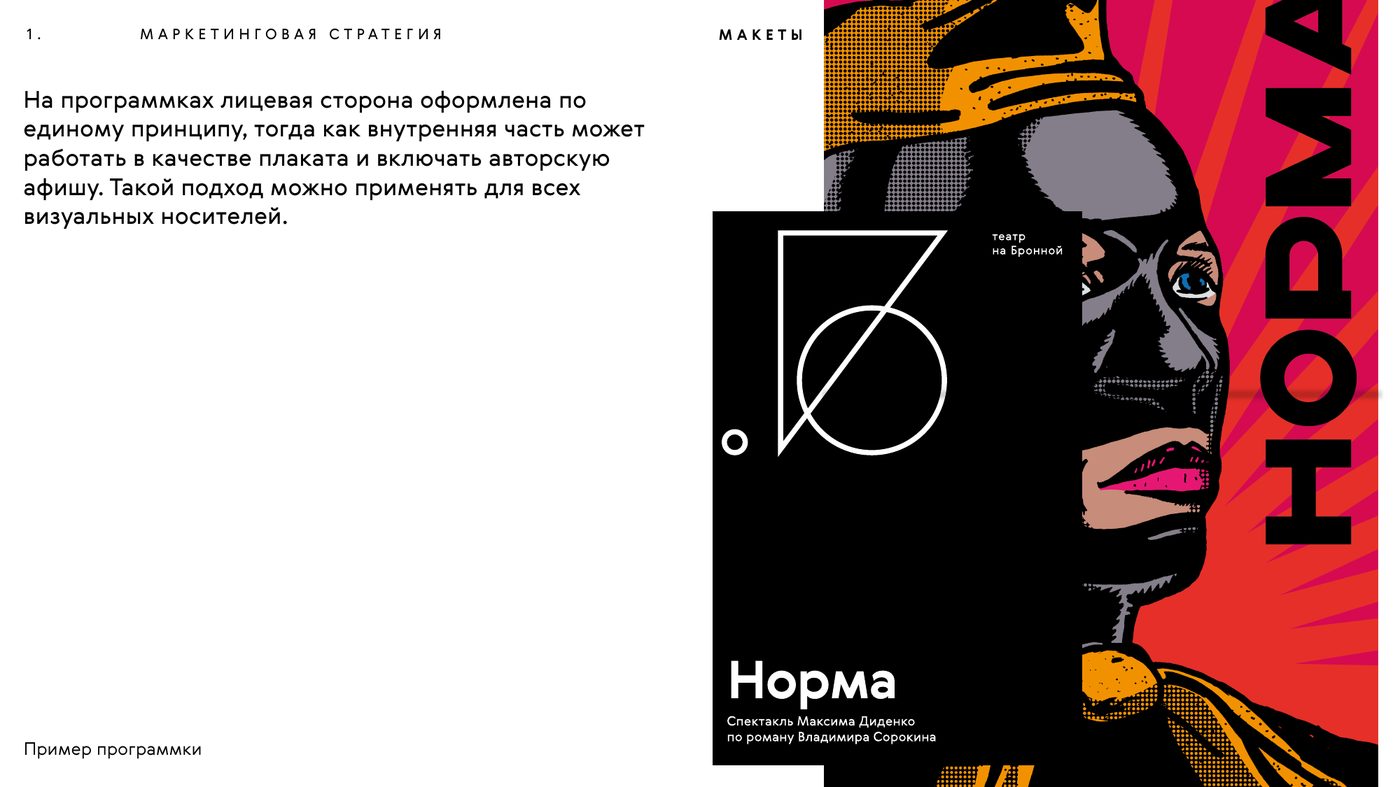 1.
МАРКЕТИНГОВАЯ СТРАТЕГИЯ
МАКЕТЫ
На программках лицевая сторона оформлена по
единому принципу, тогда как внутренняя часть может
работать в качестве плаката и включать авторскую
афишу. Такой подход можно применять для всех
визуальных носителей.
Пример программки
театр
на Бронной
Б
Норма
Спектакль Максима Диденко
по роману Владимира Сорокина
НОРМА